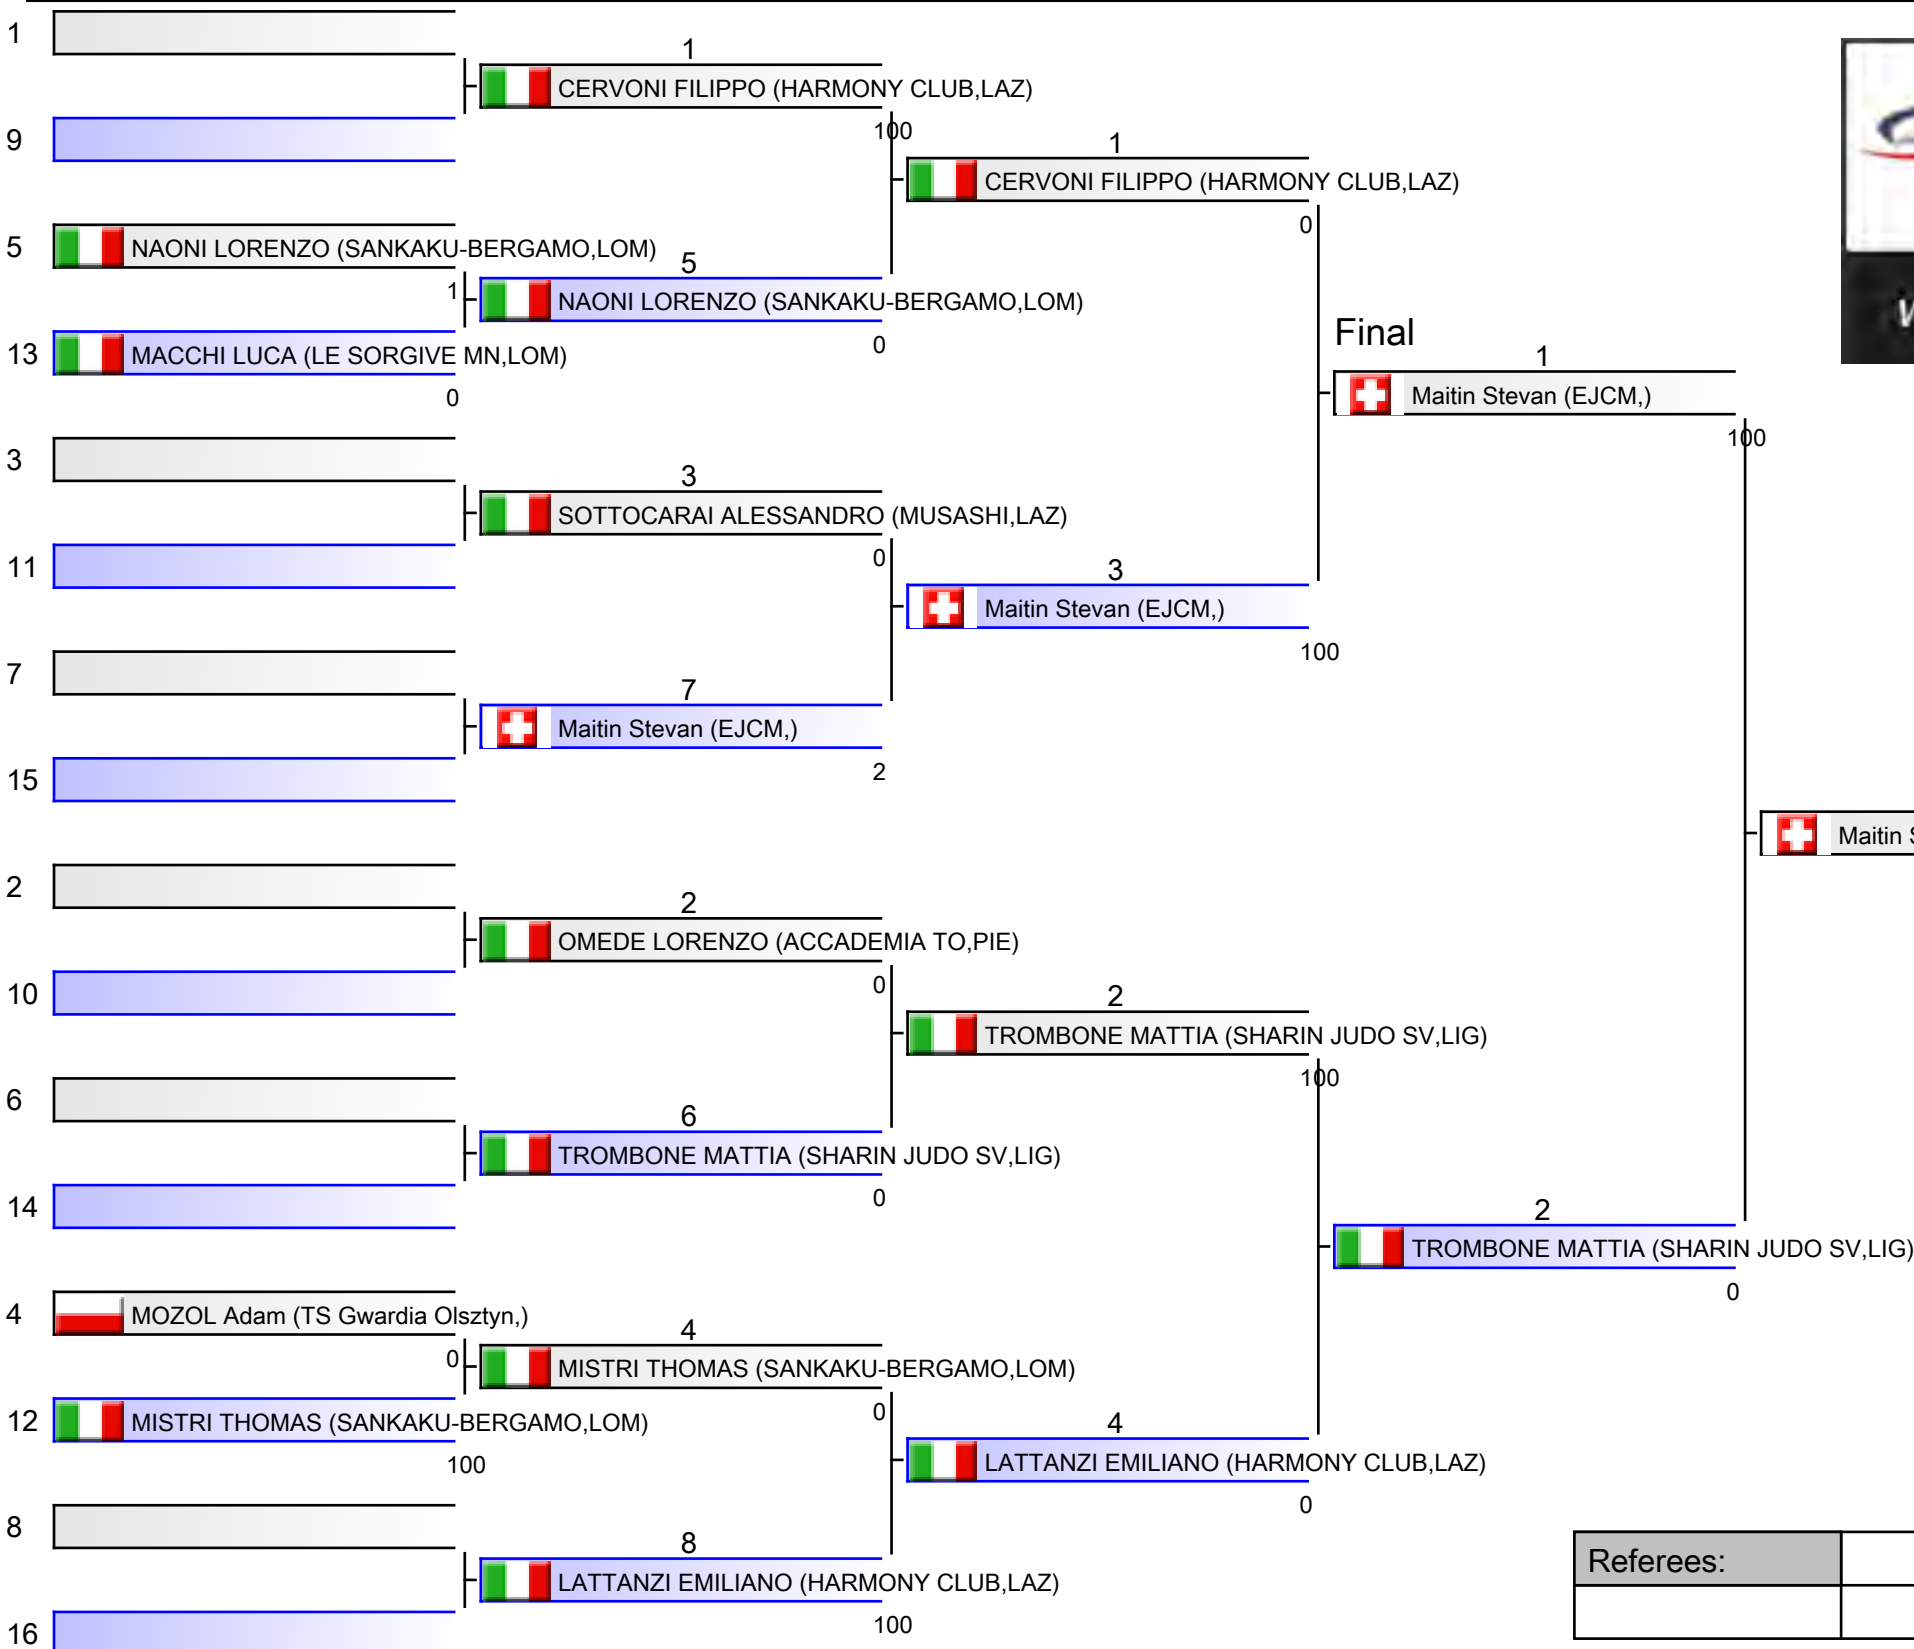 1
1
CERVONI FILIPPO (HARMONY CLUB,LAZ)
9
100
1
CERVONI FILIPPO (HARMONY CLUB,LAZ)
0
5
NAONI LORENZO (SANKAKU-BERGAMO,LOM)
1
5
NAONI LORENZO (SANKAKU-BERGAMO,LOM)
0
13
MACCHI LUCA (LE SORGIVE MN,LOM)
0
Final
1
Maitin Stevan (EJCM,)
100
3
3
SOTTOCARAI ALESSANDRO (MUSASHI,LAZ)
0
11
3
Maitin Stevan (EJCM,)
100
7
7
Maitin Stevan (EJCM,)
2
15
Maitin S
2
2
OMEDE LORENZO (ACCADEMIA TO,PIE)
0
10
2
TROMBONE MATTIA (SHARIN JUDO SV,LIG)
100
6
6
TROMBONE MATTIA (SHARIN JUDO SV,LIG)
0
14
2
TROMBONE MATTIA (SHARIN JUDO SV,LIG)
0
4
MOZOL Adam (TS Gwardia Olsztyn,)
0
4
MISTRI THOMAS (SANKAKU-BERGAMO,LOM)
0
12
MISTRI THOMAS (SANKAKU-BERGAMO,LOM)
100
4
LATTANZI EMILIANO (HARMONY CLUB,LAZ)
0
8
8
LATTANZI EMILIANO (HARMONY CLUB,LAZ)
100
16
Referees: